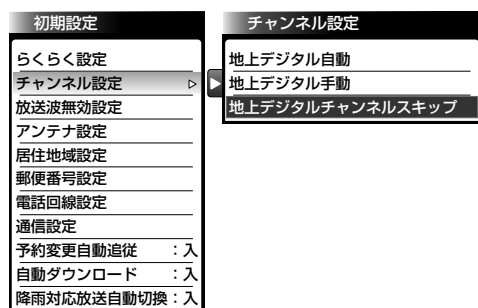 初期設定
らくらく設定
チャンネル設定
放送波無効設定
アンテナ設定
居住地域設定
郵便番号設定
電話回線設定
通信設定
予約変更自動追従 ：入
自動ダウンロード ：入
降雨対応放送自動切換：入
チャンネル設定
地上デジタル自動
地上デジタル手動
地上デジタルチャンネルスキップ